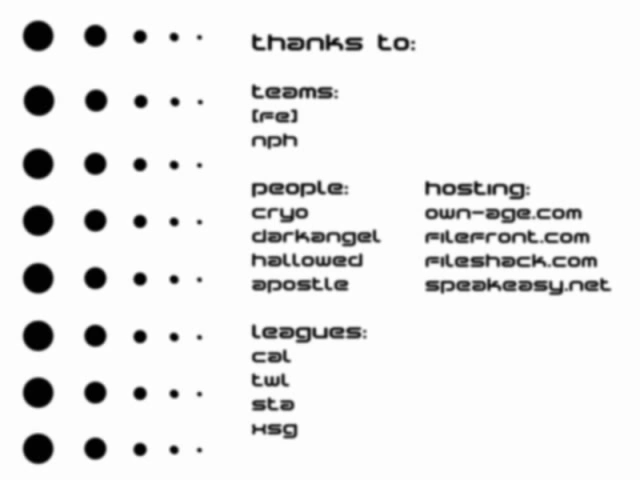 thanks to:
teams:
[fe]
nph
people:
cryo
darkangel
hallowed
apostle
hosting:
own-age.com
filefront.com
fileshack.com
speakeasy.net
leagues:
cal
twl
sta
xsg